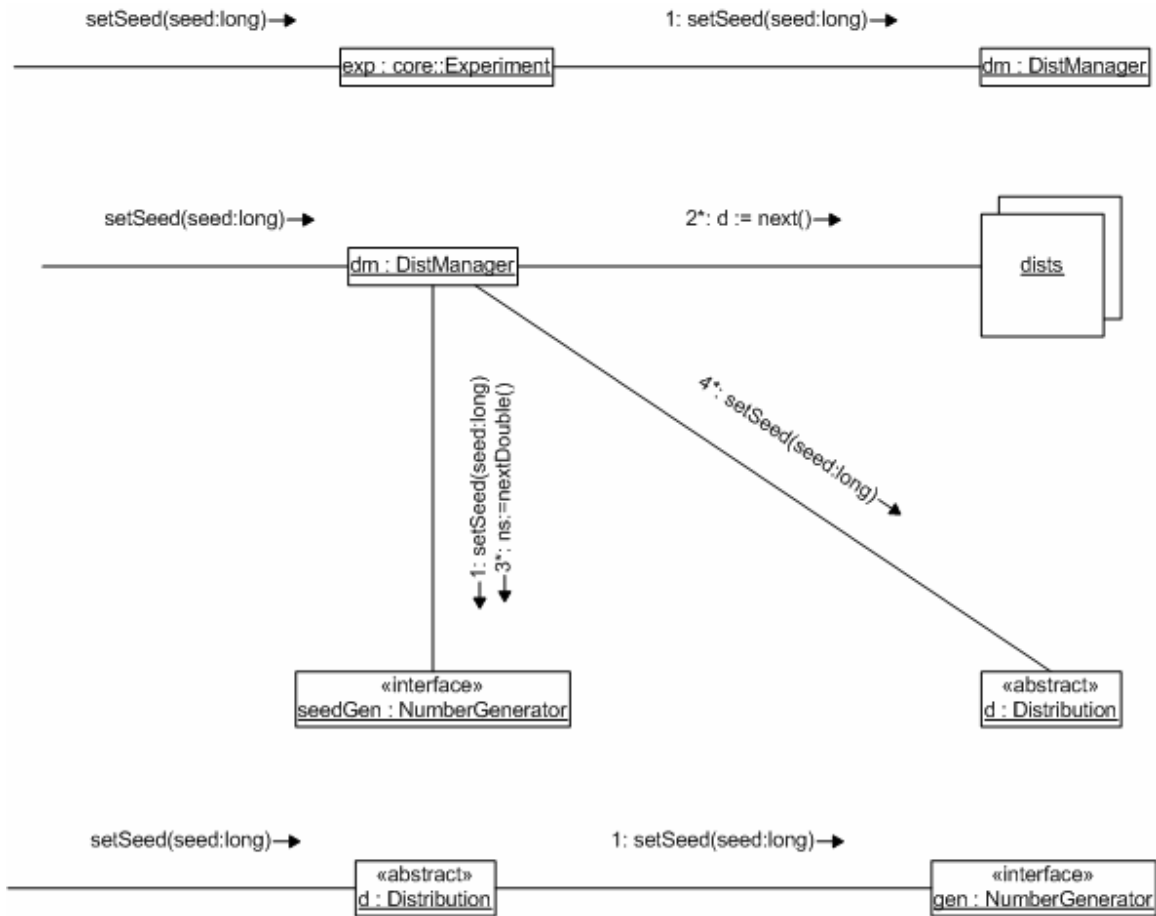 setSeed(seed:long)
1: setSeed(seed:long)
exp : core::Experiment
dm : DistManager
setSeed(seed:long)
2*: d := next()
dm : DistManager
dists
1: setSeed(seed:long)
3*: ns:=nextDouble()
4*: setSeed(seed:long)
«interface»
seedGen : NumberGenerator
«abstract»
d : Distribution
setSeed(seed:long)
1: setSeed(seed:long)
«abstract»
d : Distribution
«interface»
gen : NumberGenerator